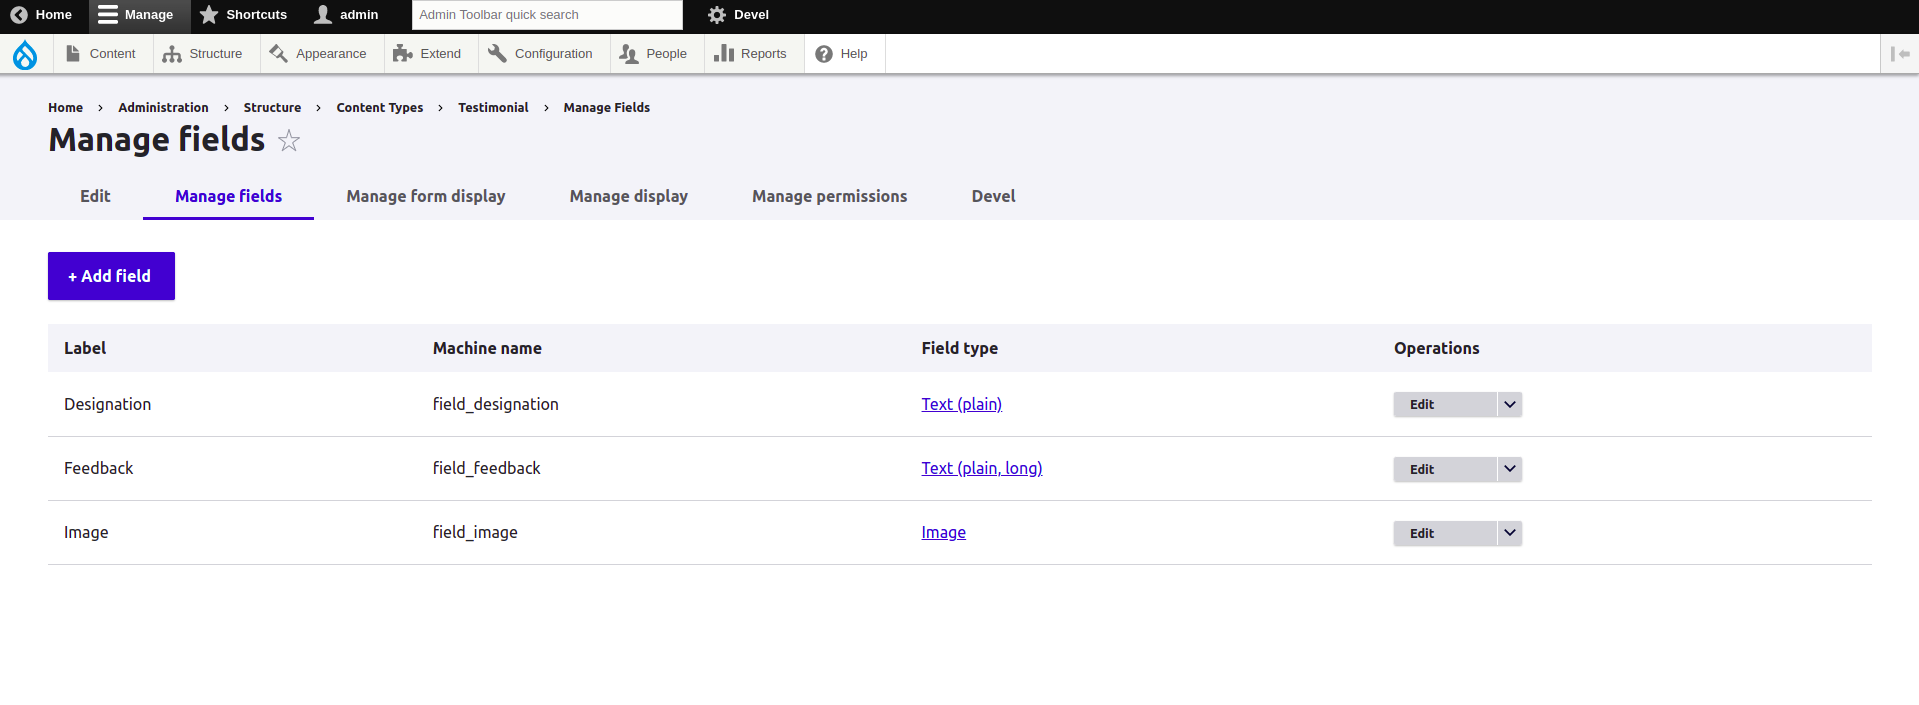 Home Manage Shortcuts admin Admin Toolbar quick search Devel
Content Structure Appearance Extend Configuration People Reports Help
Home › Administration › Structure › Content Types › Testimonial › Manage Fields
Manage fields
Edit Manage fields Manage form display Manage display Manage permissions Devel
+ Add field
Label Machine name Field type Operations
Designation field_designation Text (plain) Edit
Feedback field_feedback Text (plain, long) Edit
Image field_image Image Edit